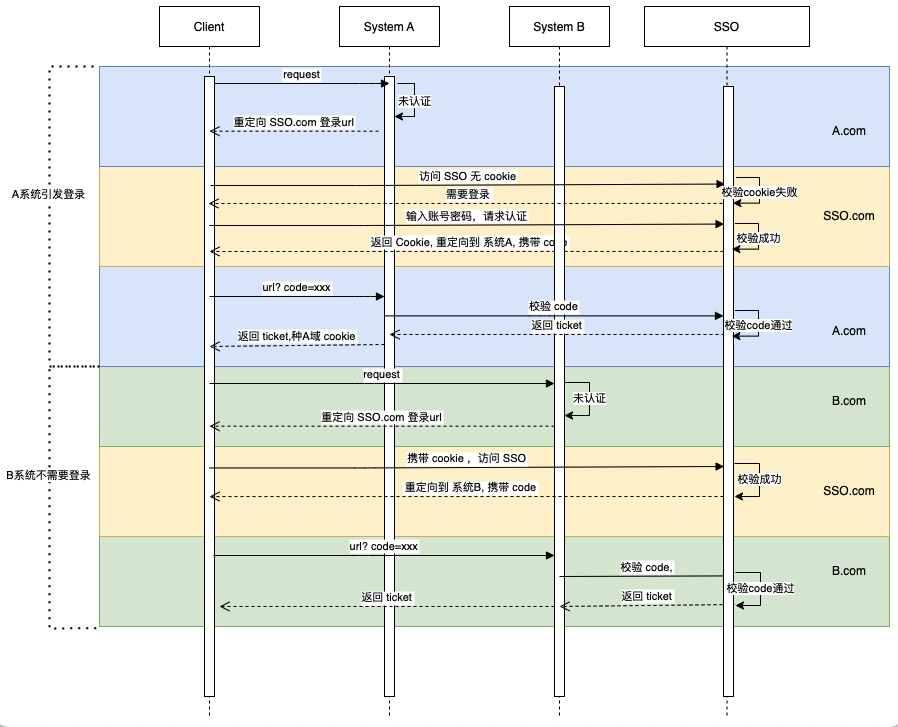 Client
System A
System B
SSO
request
未认证
重定向 SSO.com 登录url
A.com
访问 SSO 无 cookie
校验cookie失败
需要登录
A系统引发登录
输入账号密码，请求认证
SSO.com
校验成功
返回 Cookie, 重定向到 系统A, 携带 code
url? code=xxx
校验 code
返回 ticket
校验code通过
A.com
返回 ticket,种A域 cookie
request
未认证
B.com
重定向 SSO.com 登录url
携带 cookie ，访问 SSO
B系统不需要登录
校验成功
重定向到 系统B, 携带 code
SSO.com
url? code=xxx
校验 code,
B.com
校验code通过
返回 ticket
返回 ticket